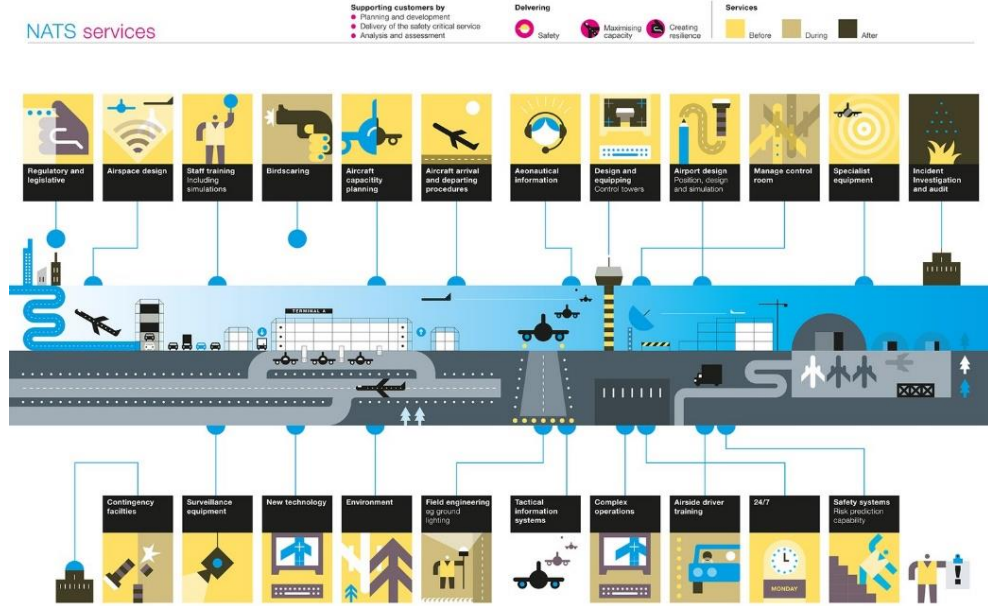 NATS services
Supporting customers by
Planning and development
Delivery of the safety critical service
Analysis and assessment
Delivering
Safety
Maximising
capacity
Creating
resilience
Services
Before
During
After
Regulatory and
legislative
Airspace design
Staff training
Including
simulations
Birdscaring
Aircraft
capacitity
planning
Aircraft arrival
and departing
procedures
Aeonautical
information
Design and
equipping
Control towers
Airport design
Position, design
and simulation
Manage control
room
Specialist
equipment
Incident
Investigation
and audit
TERMINAL A
Contingency
facilties
Surveillance
equipment
New technology
Environment
Field engineering
eg ground
lighting
Tactical
information
systems
Complex
operations
Airside driver
training
24/7
Safety systems
Risk prediction
capability
MONDAY
!